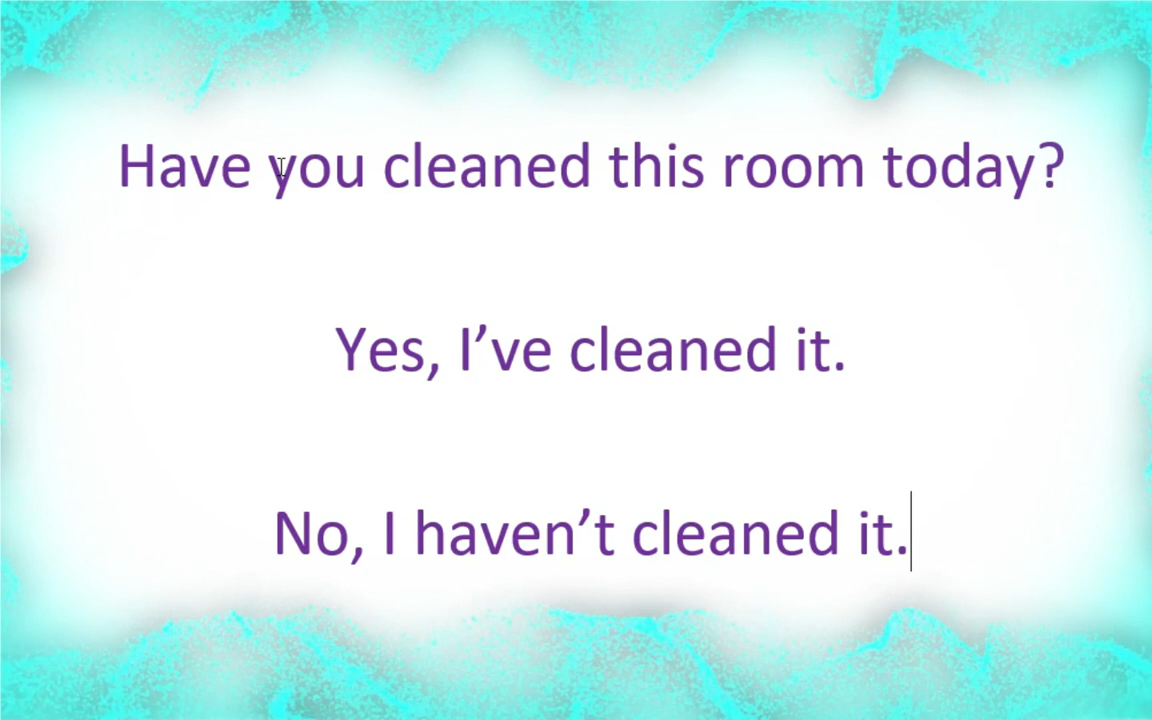 Have you cleaned this room today?
Yes, I’ve cleaned it.
No, I haven’t cleaned it.